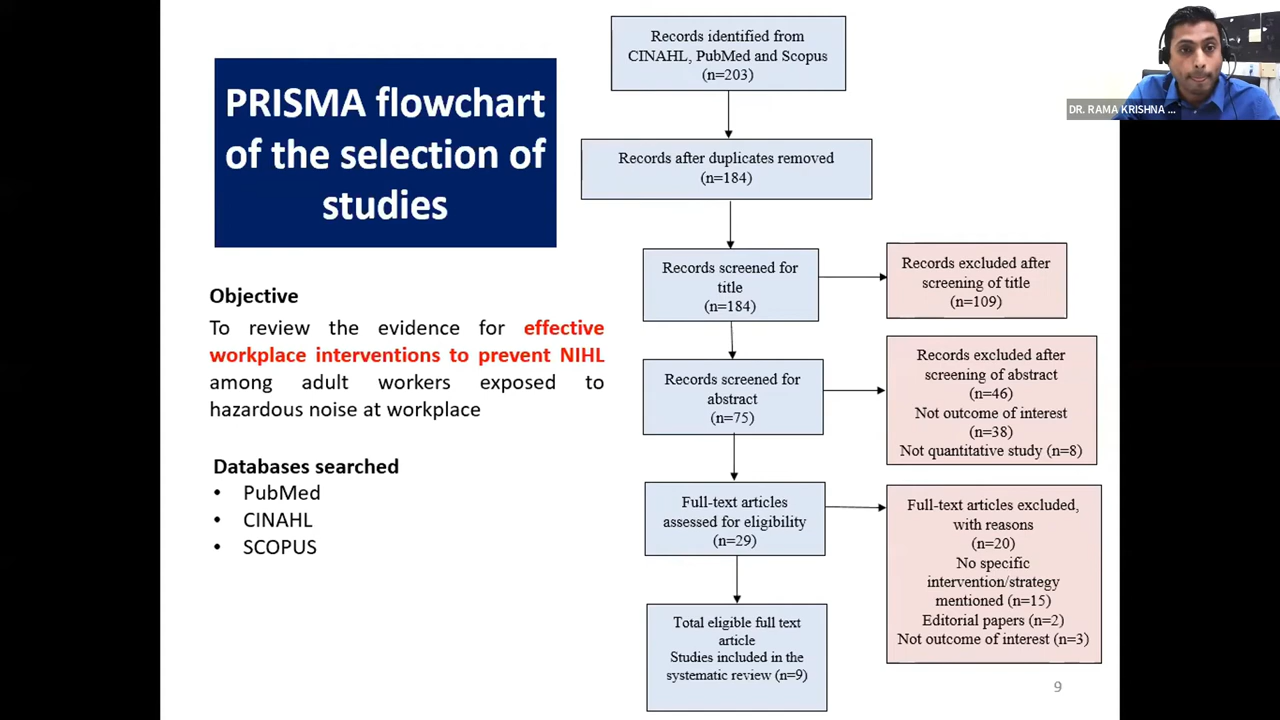 PRISMA flowchart
of the selection of
studies
Objective
To review the evidence for effective
workplace interventions to prevent NIHL
among adult workers exposed to
hazardous noise at workplace
Databases searched
• PubMed
• CINAHL
• SCOPUS
Records identified from
CINAHL, PubMed and Scopus
(n=203)
Records after duplicates removed
(n=184)
Records screened for
title
(n=184)
Records excluded after
screening of title
(n=109)
Records screened for
abstract
(n=75)
Records excluded after
screening of abstract
(n=46)
Not outcome of interest
(n=38)
Not quantitative study (n=8)
Full-text articles
assessed for eligibility
(n=29)
Full-text articles excluded,
with reasons
(n=20)
No specific
intervention/strategy
mentioned (n=15)
Editorial papers (n=2)
Not outcome of interest (n=3)
Total eligible full text
article
Studies included in the
systematic review (n=9)
9
DR. RAMA KRISHNA ...